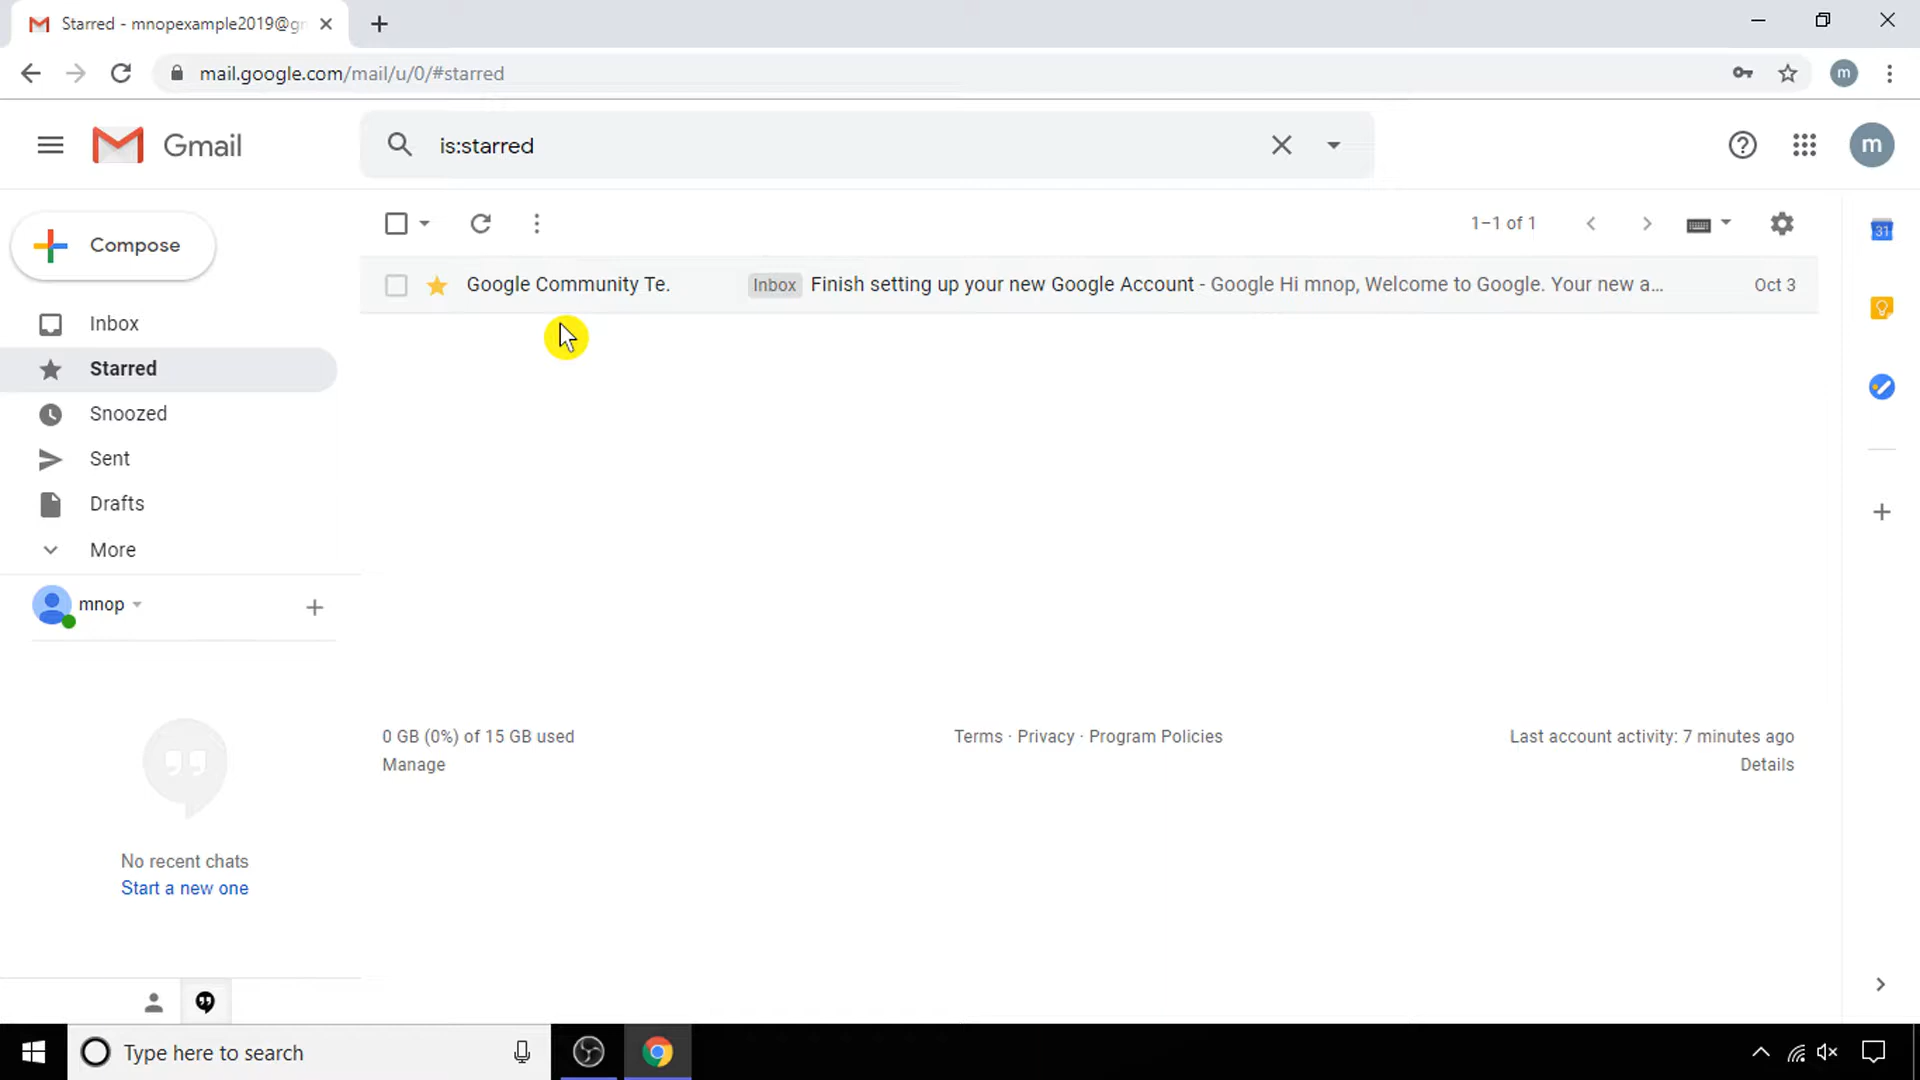 Starred - mnopexample2019@g
mail.google.com/mail/u/0/#starred
m
Gmail
is:starred
m
Compose
1–1 of 1
31
Google Community Te.
Inbox
Finish setting up your new Google Account - Google Hi mnop, Welcome to Google. Your new a...
Oct 3
Inbox
Starred
Snoozed
Sent
Drafts
More
mnop
0 GB (0%) of 15 GB used
Manage
Terms · Privacy · Program Policies
Last account activity: 7 minutes ago
Details
No recent chats
Start a new one
Type here to search